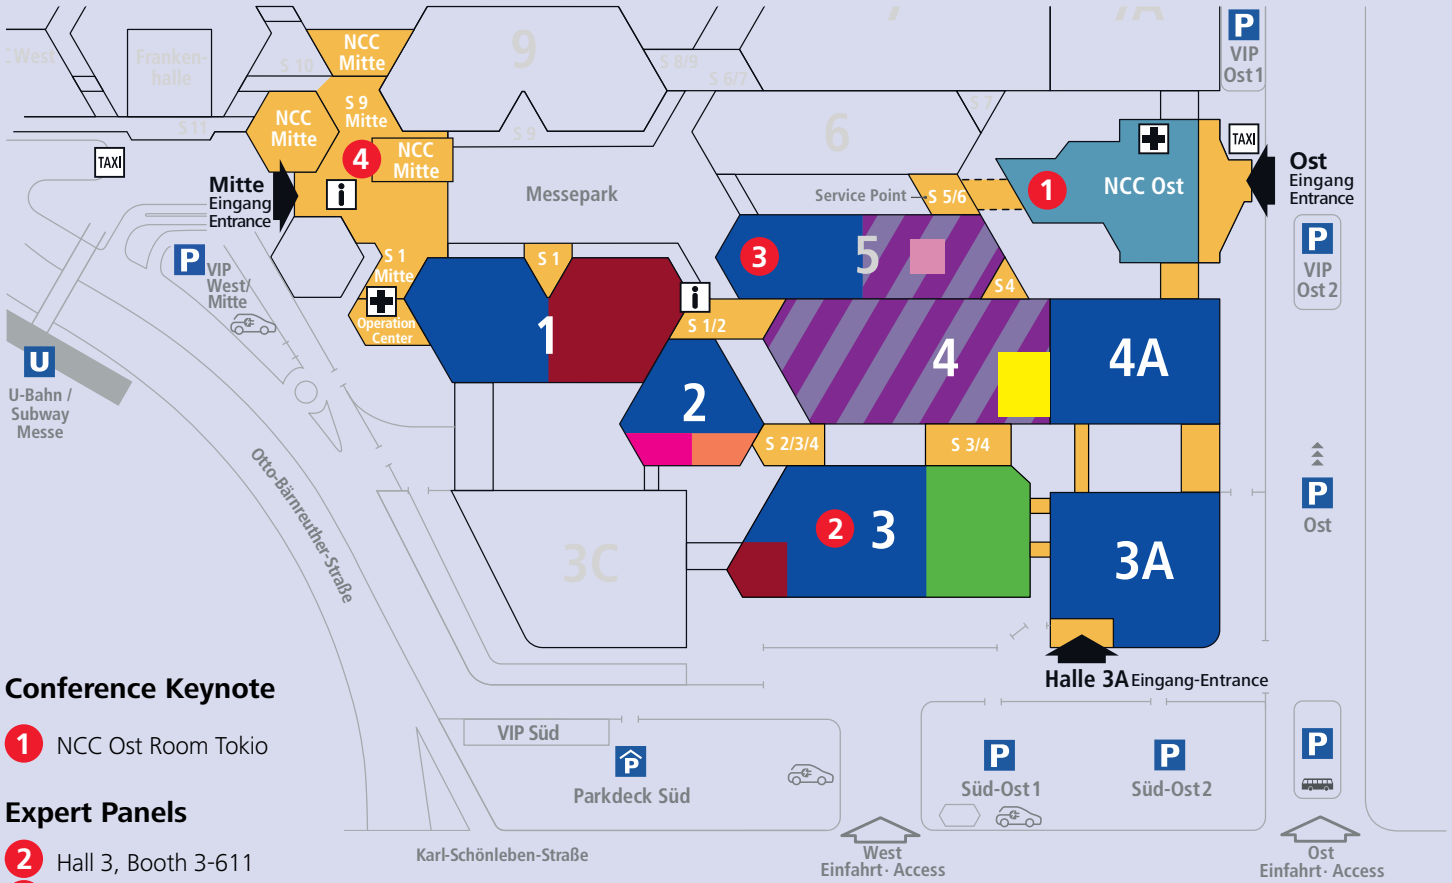 7A
P
VIP
Ost 1
9
NCC
Mitte
West
Franken-
halle
S 10
S 8/9
S 6/7
S 9
Mitte
NCC
Mitte
S 11
S 9
6
S 7
4
NCC
Mitte
TAXI
TAXI
NCC Ost
1
Ost
Eingang
Entrance
Mitte
Eingang
Entrance
i
Messepark
Service Point
S 5/6
P
VIP
Ost 2
P
VIP
West/
Mitte
S 1
Mitte
S 1
3
5
S 4
i
Operation
Center
1
S 1/2
4
4A
U
U-Bahn /
Subway
Messe
2
S 2/3/4
S 3/4
P
Ost
Otto-Bärnreuther-Straße
3C
2
3
3A
Halle 3A Eingang-Entrance
Conference Keynote
1 NCC Ost Room Tokio
Expert Panels
2 Hall 3, Booth 3-611
VIP Süd
P
Parkdeck Süd
P
Süd-Ost 1
P
Süd-Ost 2
P
Karl-Schönleben-Straße
West
Einfahrt · Access
Ost
Einfahrt · Access